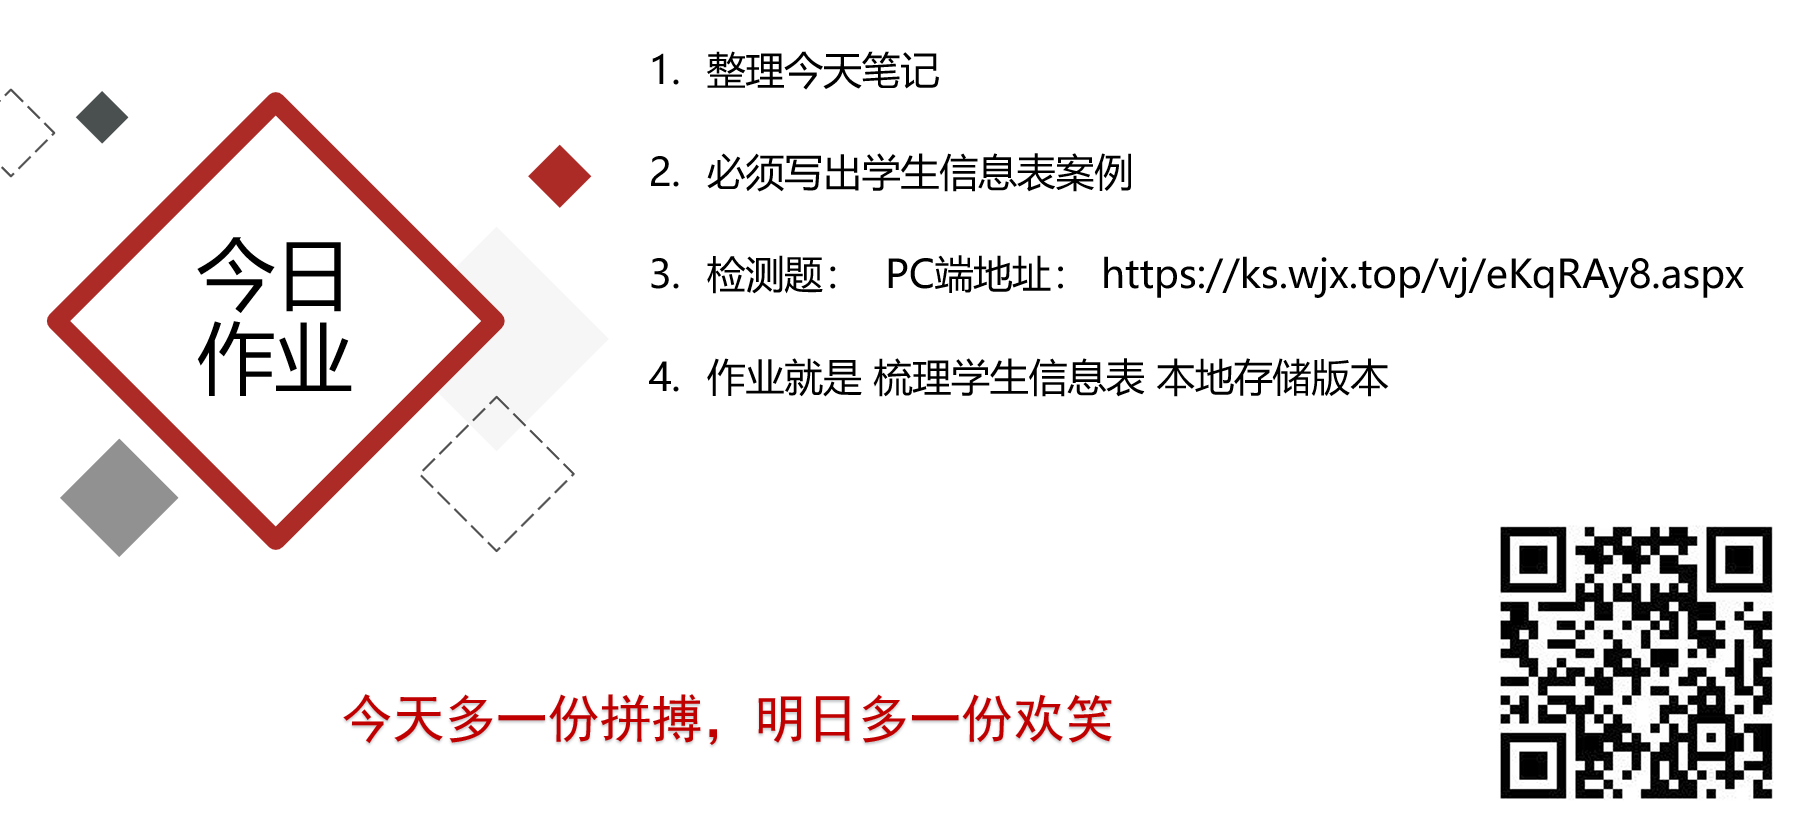 今日
作业
1. 整理今天笔记
2. 必须写出学生信息表案例
3. 检测题： PC端地址： https://ks.wjx.top/vj/eKqRAy8.aspx
4. 作业就是 梳理学生信息表 本地存储版本
今天多一份拼搏，明日多一份欢笑